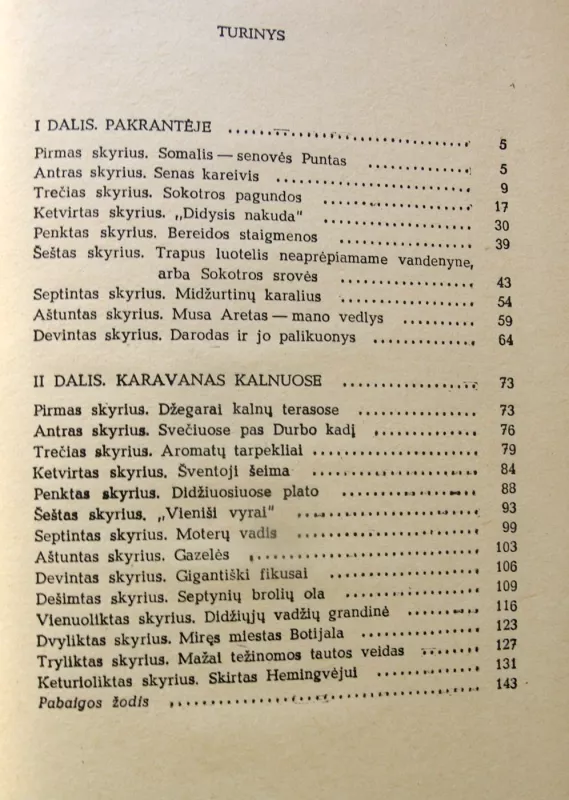 TURINYS
I DALIS. PAKRANTĖJE ........................ 5
Pirmas skyrius. Somalis — senovės Puntas ............ 5
Antras skyrius. Senas kareivis .................... 9
Trečias skyrius. Sokotros pagundos ................ 17
Ketvirtas skyrius. „Didysis nakuda" ................ 30
Penktas skyrius. Bereidos staigmenos .............. 39
Šeštas skyrius. Trapus luotelis neaprėpiamame vandenyne,
arba Sokotros srovės .............. 43
Septintas skyrius. Midžurtinų karalius .............. 54
Aštuntas skyrius. Musa Aretas — mano vedlys ........ 59
Devintas skyrius. Darodas ir jo palikuonys ............ 64
II DALIS. KARAVANAS KALNUOSE ................ 73
Pirmas skyrius. Džegarai kalnų terasose .............. 73
Antras skyrius. Svečiuose pas Durbo kadį ............ 76
Trečias skyrius. Aromatų tarpekliai ................ 79
Ketvirtas skyrius. Šventoji šeima .................. 84
Penktas skyrius. Didžiuosiuose plato ................ 88
Šeštas skyrius. „Vieniši vyrai" .................... 93
Septintas skyrius. Moterų vadis .................... 99
Aštuntas skyrius. Gazelės ........................ 103
Devintas skyrius. Gigantiški fikusai ................ 106
Dešimtas skyrius. Septynių brolių ola .............. 109
Vienuoliktas skyrius. Didžiųjų vadžių grandinė ........ 116
Dvyliktas skyrius. Miręs miestas Botijala ............ 123
Tryliktas skyrius. Mažai težinomos tautos veidas ...... 127
Keturioliktas skyrius. Skirtas Hemingvėjui ............ 131
Pabaigos žodis ................................ 143